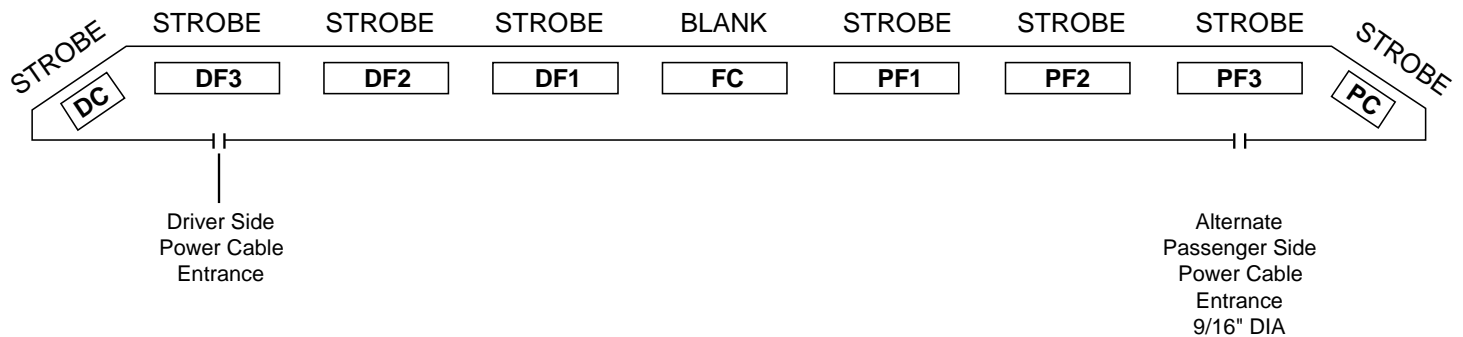 STROBE STROBE STROBE STROBE BLANK STROBE STROBE STROBE STROBE
DC DF3 DF2 DF1 FC PF1 PF2 PF3 PC
Driver Side
Power Cable
Entrance
Alternate
Passenger Side
Power Cable
Entrance
9/16" DIA